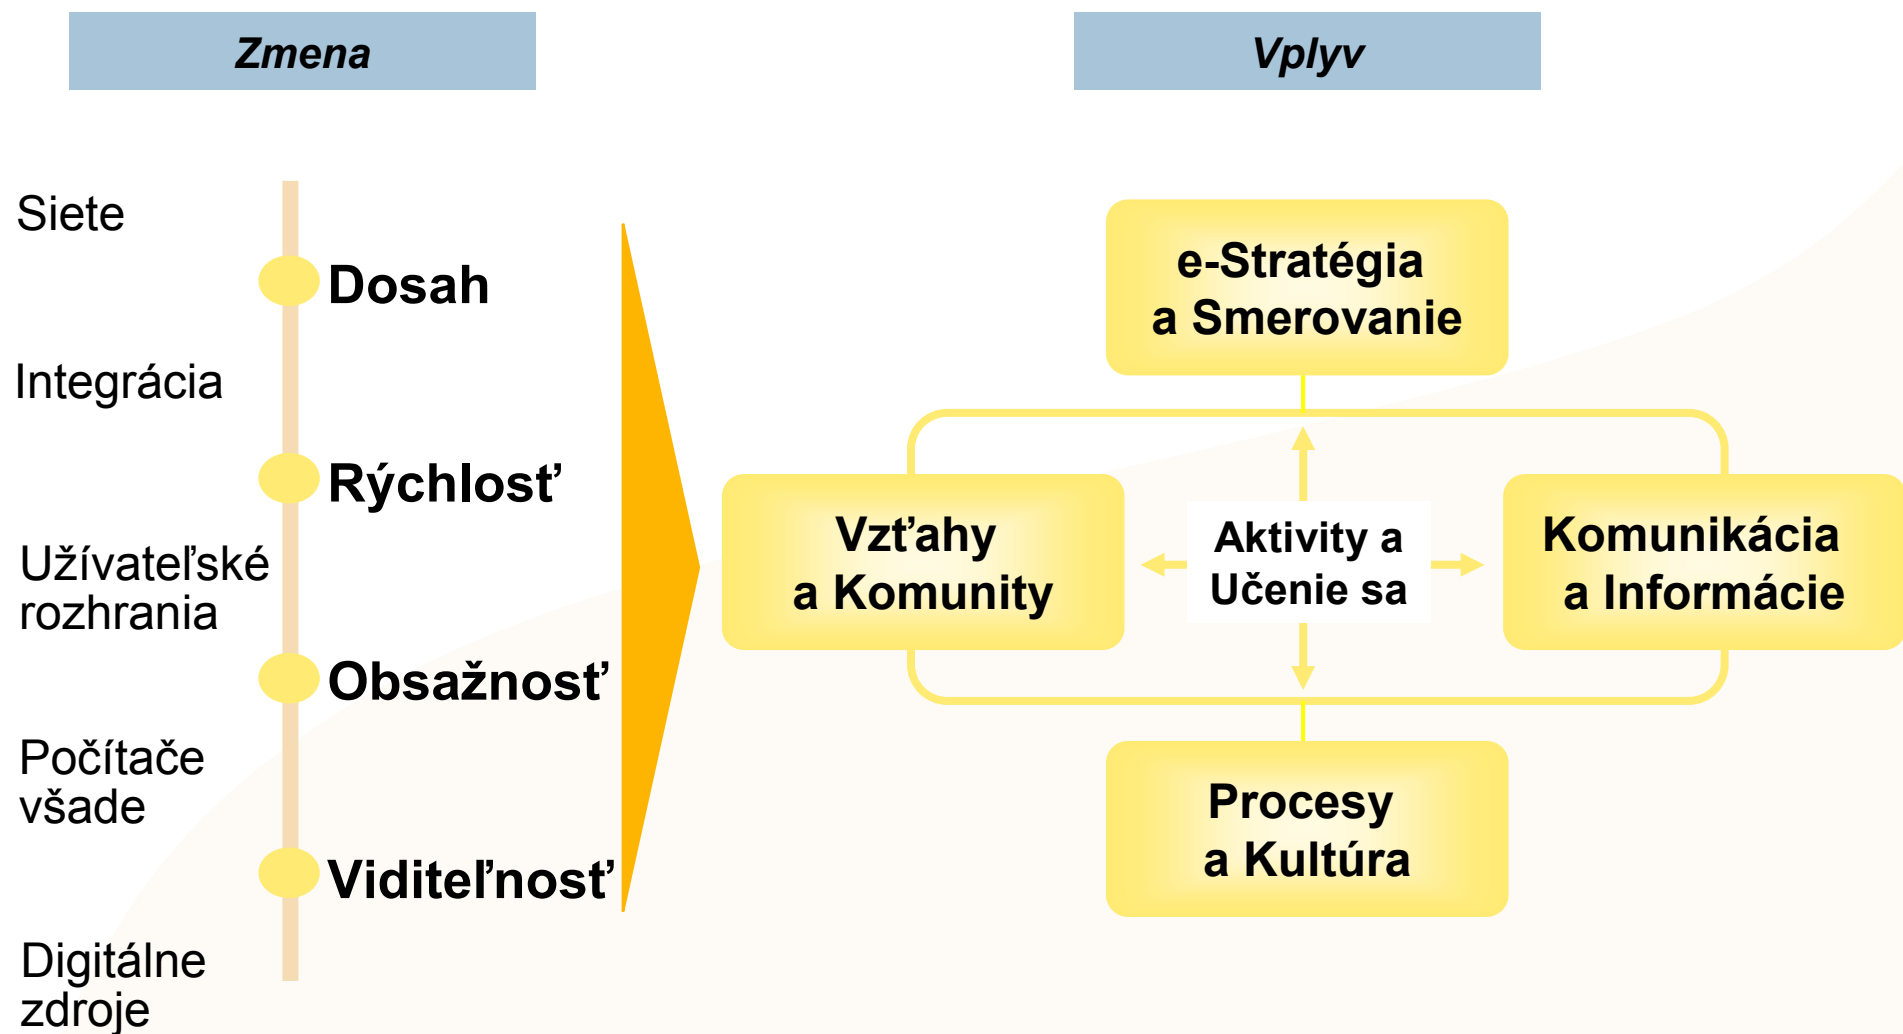 Zmena
Vplyv
Siete
Dosah
Integrácia
Rýchlosť
Užívateľské
rozhrania
Obsažnosť
Počítače
všade
Viditeľnosť
Digitálne
zdroje
e-Stratégia
a Smerovanie
Vzťahy
a Komunity
Aktivity a
Učenie sa
Komunikácia
a Informácie
Procesy
a Kultúra